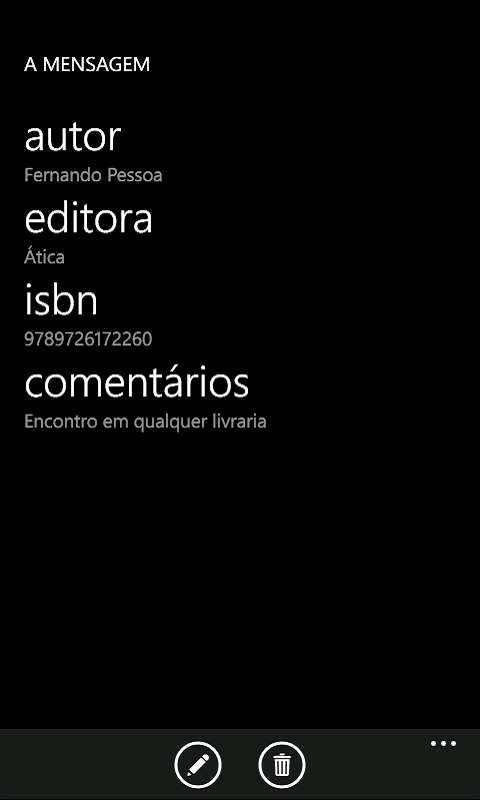 A MENSAGEM
autor
Fernando Pessoa
editora
Ática
isbn
9789726172260
comentários
Encontro em qualquer livraria